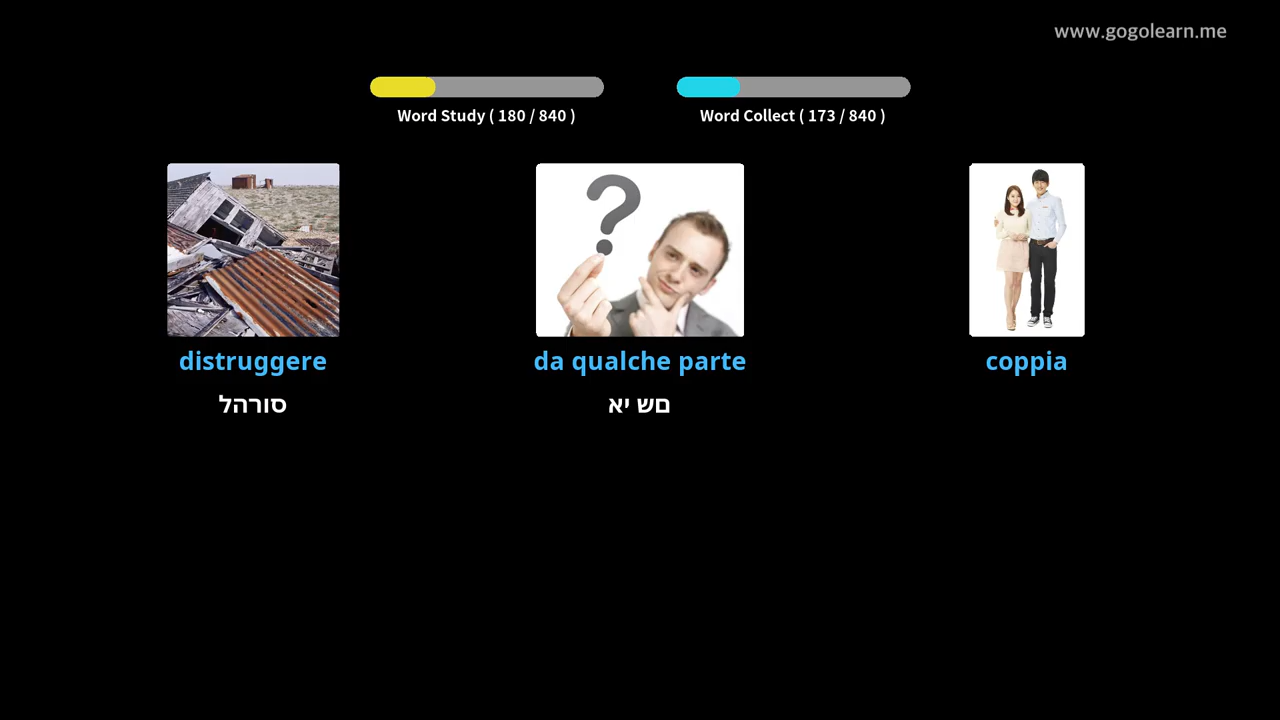 www.gogolearn.me
Word Study ( 180 / 840 )
Word Collect ( 173 / 840 )
distruggere
da qualche parte
coppia
סורהל
םש יא